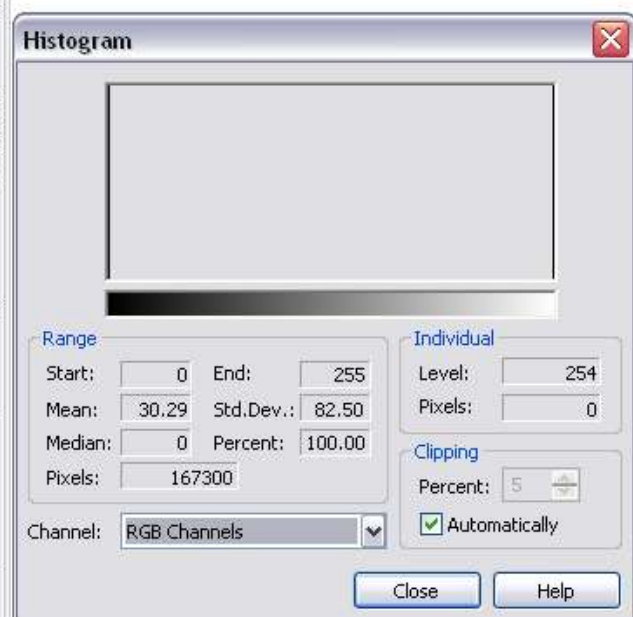 Histogram
Range
Start: 0 End: 255
Mean: 30.29 Std.Dev.: 82.50
Median: 0 Percent: 100.00
Pixels: 167300
Individual
Level: 254
Pixels: 0
Clipping
Percent: 5
Automatically
Channel: RGB Channels
Close Help